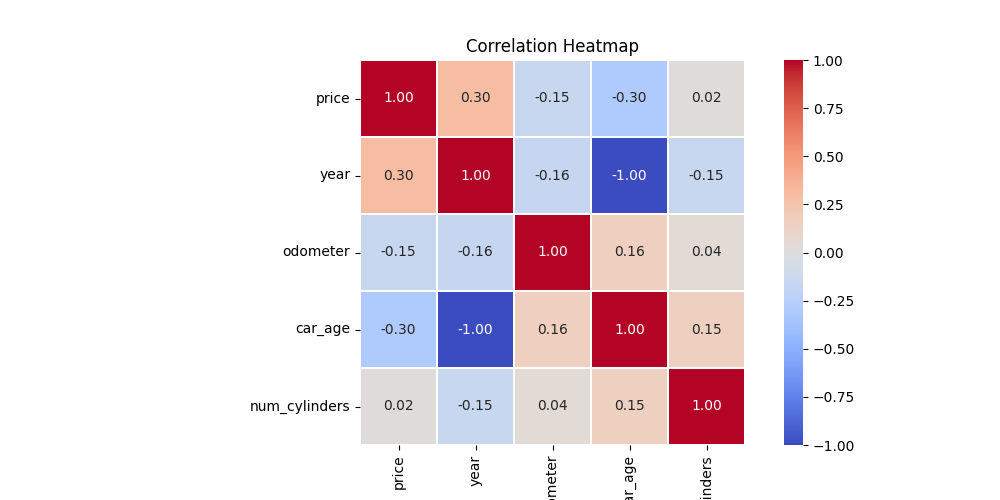 Correlation Heatmap
price 1.00 0.30 -0.15 -0.30 0.02
year 0.30 1.00 -0.16 -1.00 -0.15
odometer -0.15 -0.16 1.00 0.16 0.04
car_age -0.30 -1.00 0.16 1.00 0.15
num_cylinders 0.02 -0.15 0.04 0.15 1.00
price year ometer ar_age inders
1.00
0.75
0.50
0.25
0.00
−0.25
−0.50
−0.75
−1.00